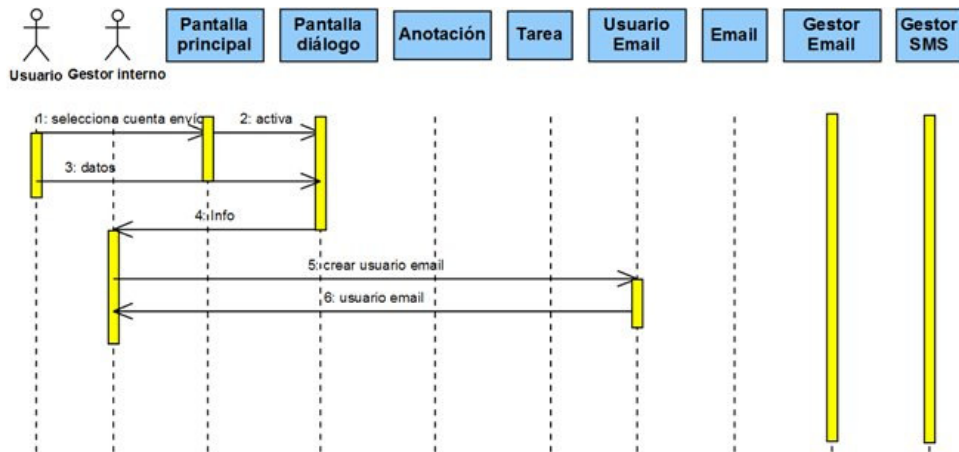 Usuario
Gestor interno
Pantalla
principal
Pantalla
diálogo
Anotación
Tarea
Usuario
Email
Email
Gestor
Email
Gestor
SMS
1: selecciona cuenta envío
2: activa
3: datos
4: Info
5: crear usuario email
6: usuario email